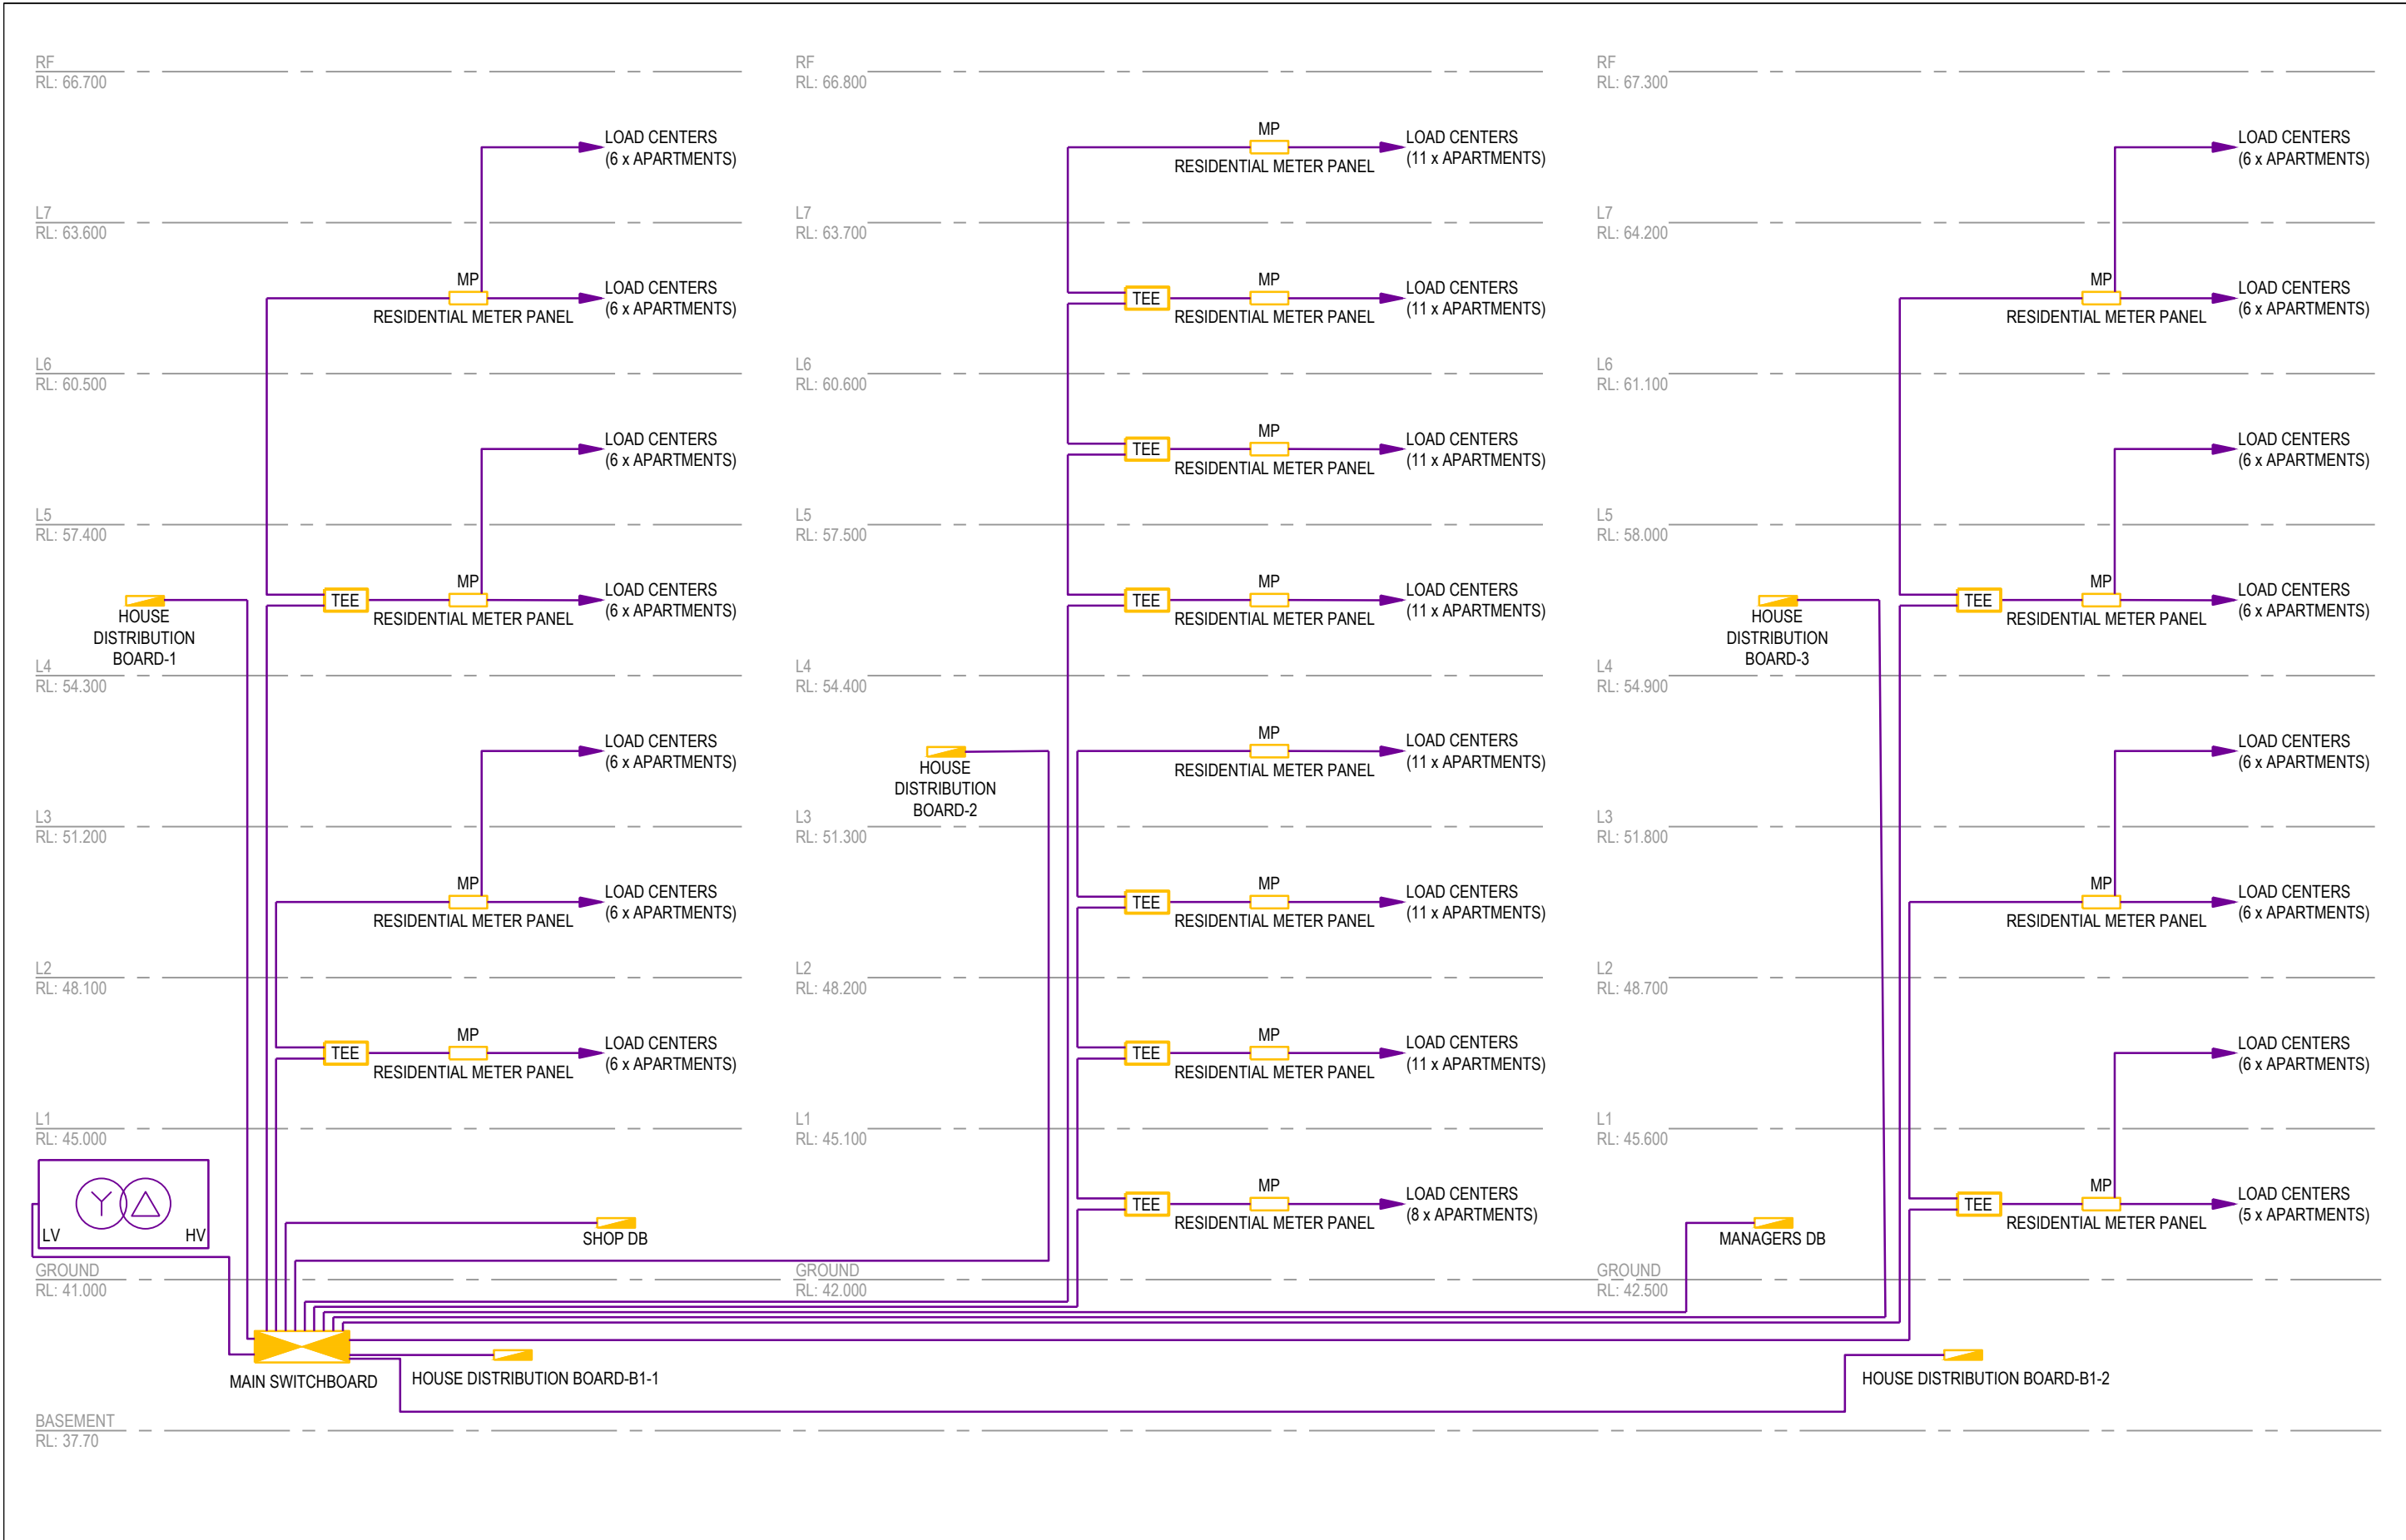 RF
RL: 66.700
RF
RL: 66.800
RF
RL: 67.300
LOAD CENTERS
(6 x APARTMENTS)
MP
RESIDENTIAL METER PANEL
LOAD CENTERS
(11 x APARTMENTS)
LOAD CENTERS
(6 x APARTMENTS)
L7
RL: 63.600
L7
RL: 63.700
L7
RL: 64.200
MP
RESIDENTIAL METER PANEL
LOAD CENTERS
(6 x APARTMENTS)
TEE
MP
RESIDENTIAL METER PANEL
LOAD CENTERS
(11 x APARTMENTS)
MP
RESIDENTIAL METER PANEL
LOAD CENTERS
(6 x APARTMENTS)
L6
RL: 60.500
L6
RL: 60.600
L6
RL: 61.100
LOAD CENTERS
(6 x APARTMENTS)
TEE
MP
RESIDENTIAL METER PANEL
LOAD CENTERS
(11 x APARTMENTS)
LOAD CENTERS
(6 x APARTMENTS)
L5
RL: 57.400
L5
RL: 57.500
L5
RL: 58.000
HOUSE
DISTRIBUTION
BOARD-1
TEE
MP
RESIDENTIAL METER PANEL
LOAD CENTERS
(6 x APARTMENTS)
TEE
MP
RESIDENTIAL METER PANEL
LOAD CENTERS
(11 x APARTMENTS)
HOUSE
DISTRIBUTION
BOARD-3
TEE
MP
RESIDENTIAL METER PANEL
LOAD CENTERS
(6 x APARTMENTS)
L4
RL: 54.300
L4
RL: 54.400
L4
RL: 54.900
LOAD CENTERS
(6 x APARTMENTS)
HOUSE
DISTRIBUTION
BOARD-2
MP
RESIDENTIAL METER PANEL
LOAD CENTERS
(11 x APARTMENTS)
LOAD CENTERS
(6 x APARTMENTS)
L3
RL: 51.200
L3
RL: 51.300
L3
RL: 51.800
MP
RESIDENTIAL METER PANEL
LOAD CENTERS
(6 x APARTMENTS)
TEE
MP
RESIDENTIAL METER PANEL
LOAD CENTERS
(11 x APARTMENTS)
MP
RESIDENTIAL METER PANEL
LOAD CENTERS
(6 x APARTMENTS)
L2
RL: 48.100
L2
RL: 48.200
L2
RL: 48.700
TEE
MP
RESIDENTIAL METER PANEL
LOAD CENTERS
(6 x APARTMENTS)
TEE
MP
RESIDENTIAL METER PANEL
LOAD CENTERS
(11 x APARTMENTS)
LOAD CENTERS
(6 x APARTMENTS)
L1
RL: 45.000
L1
RL: 45.100
L1
RL: 45.600
LV
HV
SHOP DB
TEE
MP
RESIDENTIAL METER PANEL
LOAD CENTERS
(8 x APARTMENTS)
MANAGERS DB
TEE
MP
RESIDENTIAL METER PANEL
LOAD CENTERS
(5 x APARTMENTS)
GROUND
RL: 41.000
GROUND
RL: 42.000
GROUND
RL: 42.500
MAIN SWITCHBOARD
HOUSE DISTRIBUTION BOARD-B1-1
HOUSE DISTRIBUTION BOARD-B1-2
BASEMENT
RL: 37.70